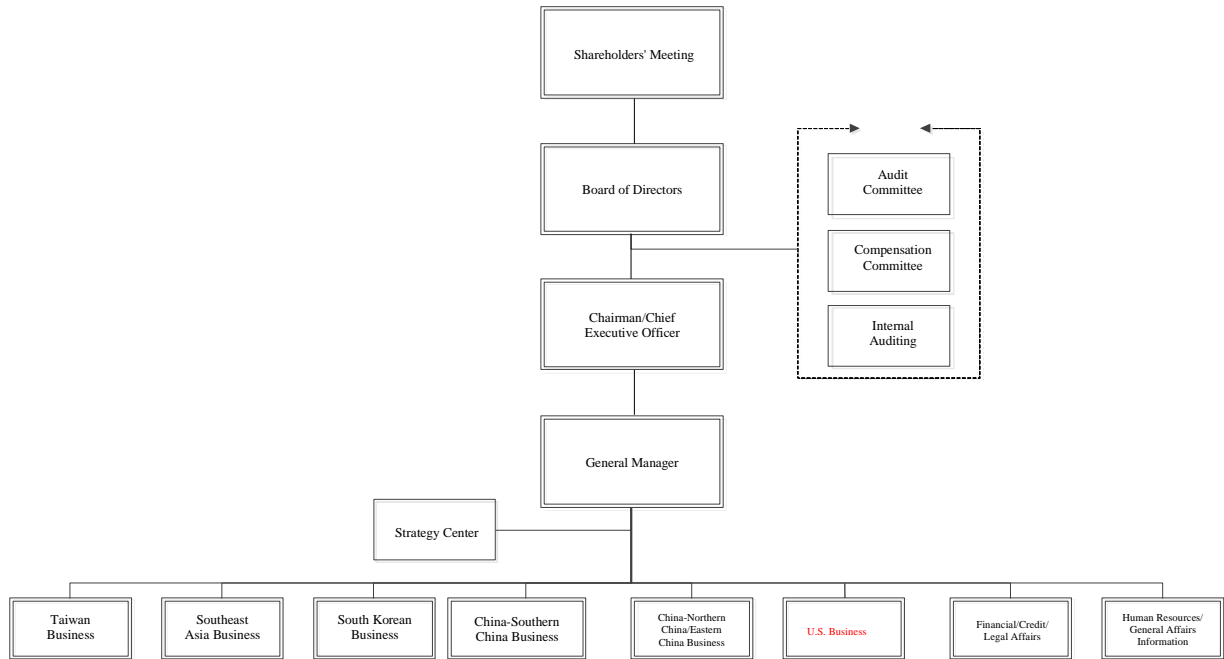 Shareholders' Meeting
Board of Directors
Audit
Committee
Compensation
Committee
Internal
Auditing
Chairman/Chief
Executive Officer
General Manager
Strategy Center
Taiwan
Business
Southeast
Asia Business
South Korean
Business
China-Southern
China Business
China-Northern
China/Eastern
China Business
U.S. Business
Financial/Credit/
Legal Affairs
Human Resources/
General Affairs
Information